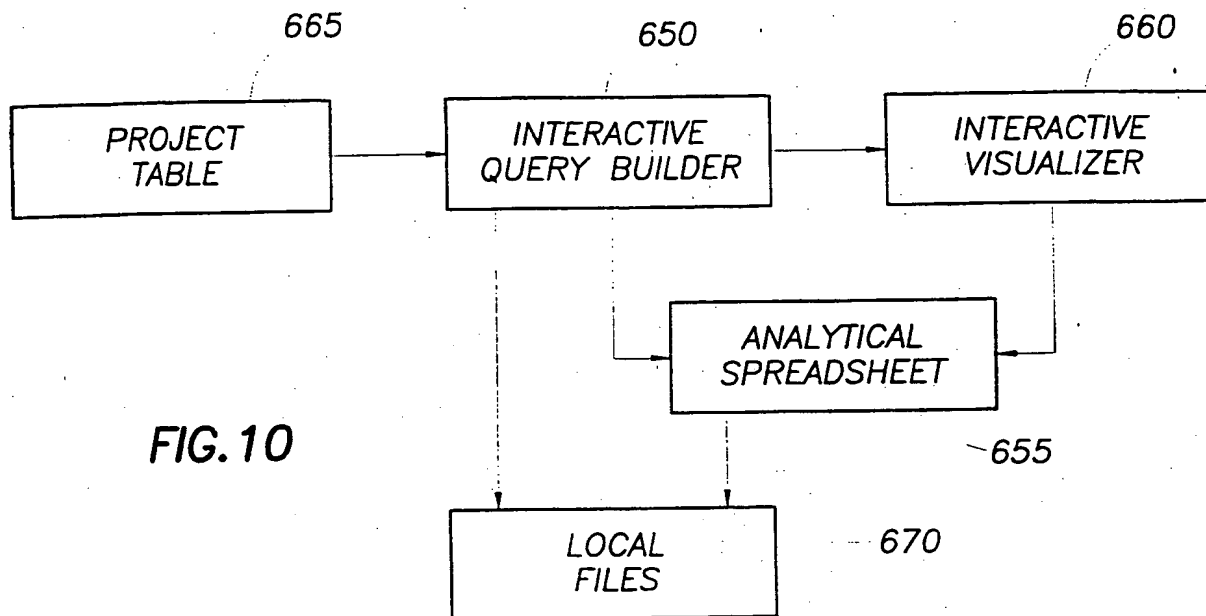 665
650
660
PROJECT
TABLE
INTERACTIVE
QUERY BUILDER
INTERACTIVE
VISUALIZER
ANALYTICAL
SPREADSHEET
FIG. 10
655
LOCAL
FILES
670